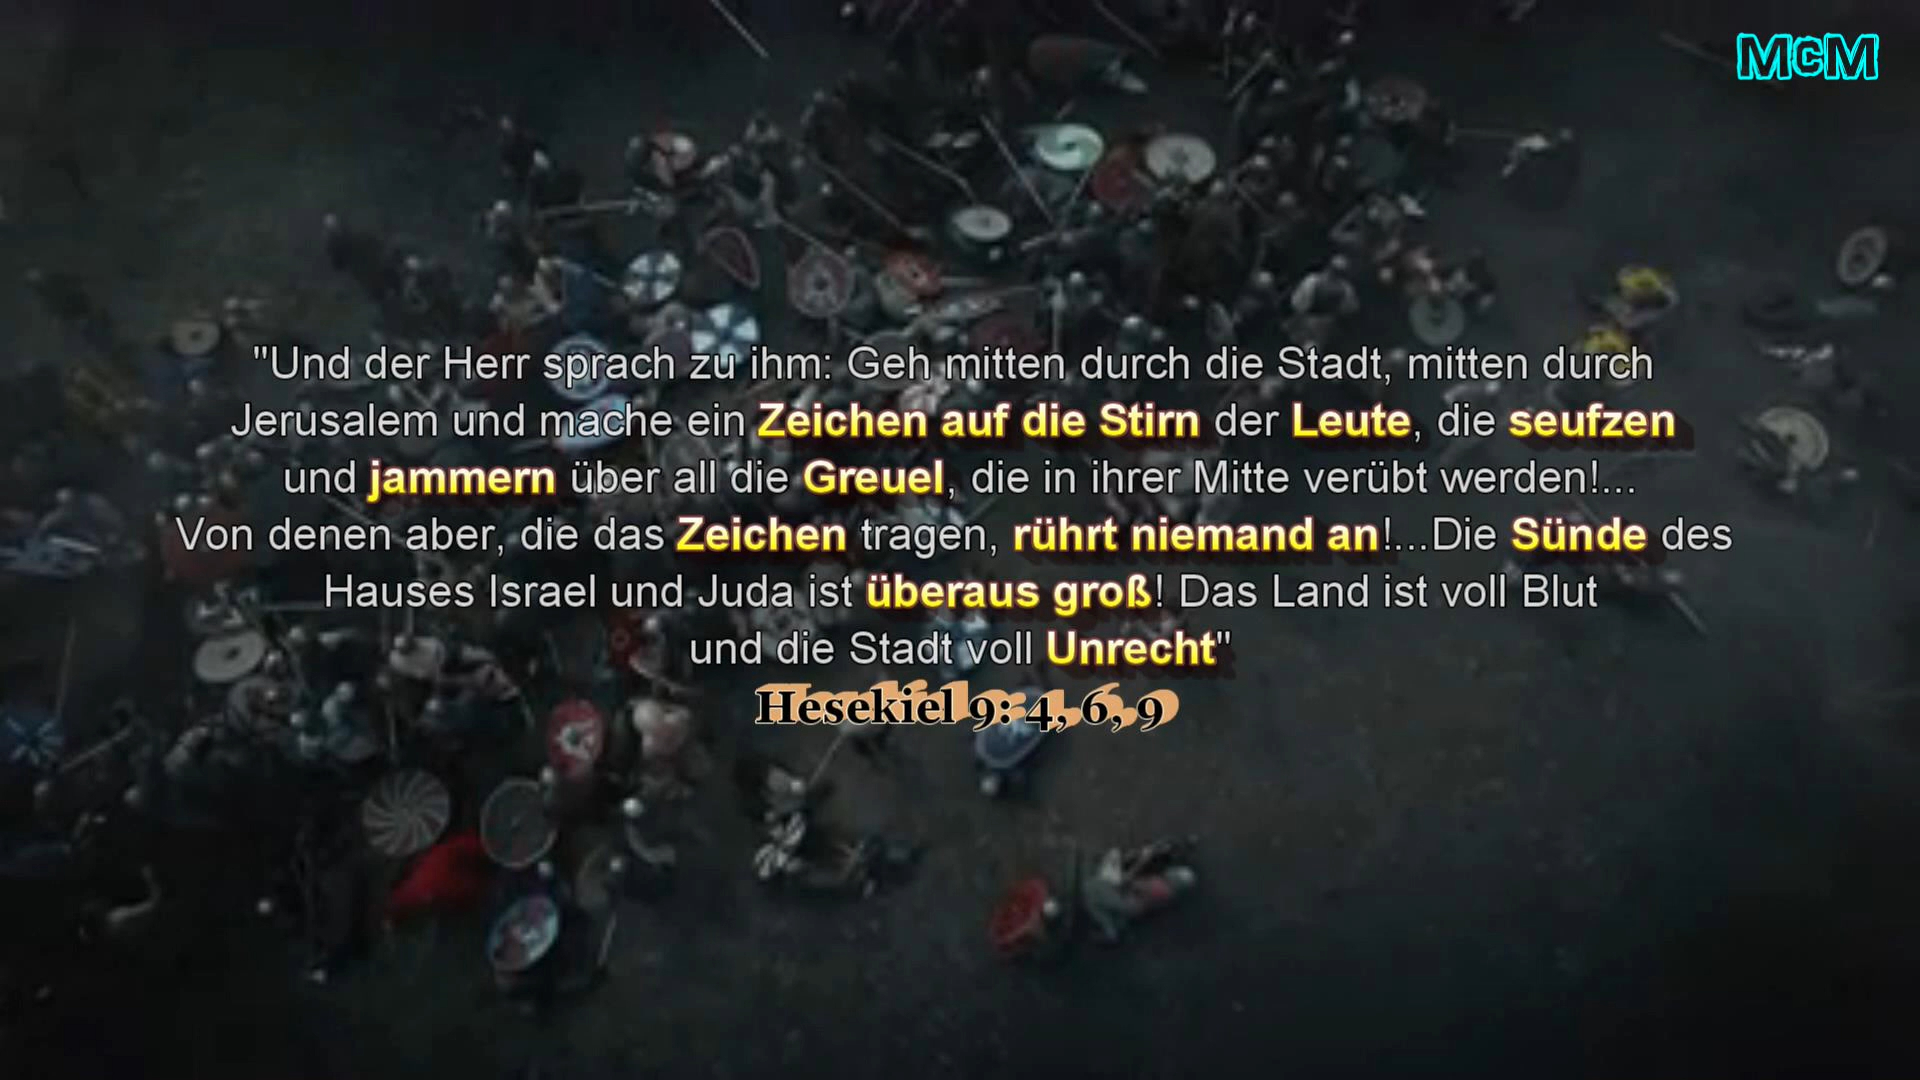 McM
"Und der Herr sprach zu ihm: Geh mitten durch die Stadt, mitten durch
Jerusalem und mache ein Zeichen auf die Stirn der Leute, die seufzen
und jammern über all die Greuel, die in ihrer Mitte verübt werden!...
Von denen aber, die das Zeichen tragen, rührt niemand an!...Die Sünde des
Hauses Israel und Juda ist überaus groß! Das Land ist voll Blut
und die Stadt voll Unrecht"
Hesekiel 9: 4, 6, 9